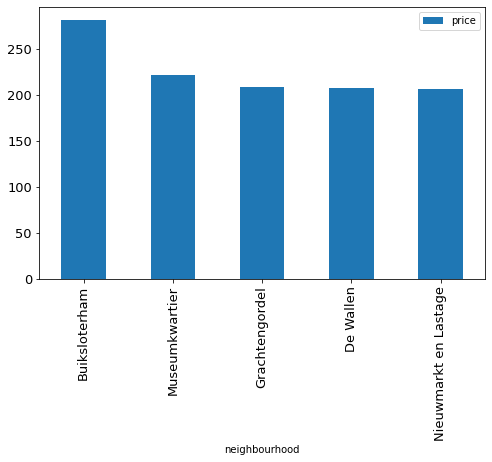 price
250
200
150
100
50
0
Buiksloterham
Museumkwartier
Grachtengordel
De Wallen
Nieuwmarkt en Lastage
neighbourhood